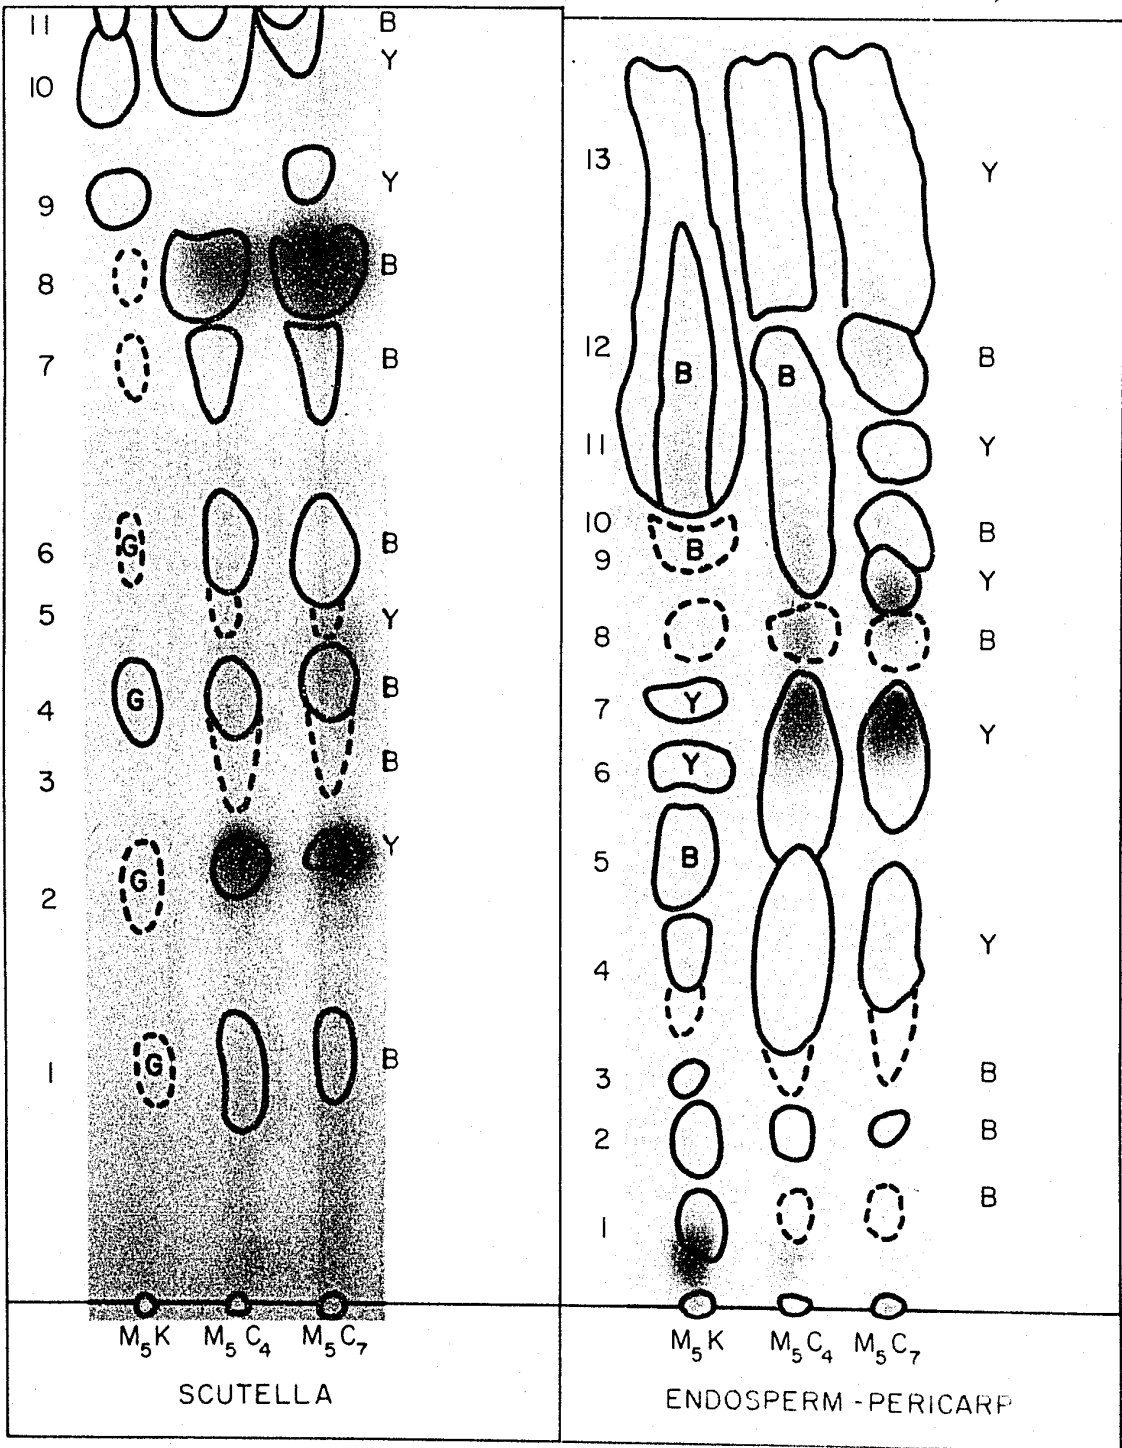 11 B
Y
10
Y
9
8 B
7 B
6 G B
5 Y
4 G B
3 B
Y
2 G
1 G B
M5K M5C4 M5C7
SCUTELLA
13 Y
12 B B B
11 Y
10 B
9 B Y
8 B
7 Y Y
6 Y
5 B
4 Y
3 B
2 B
1 B
M5K M5C4 M5C7
ENDOSPERM-PERICARP